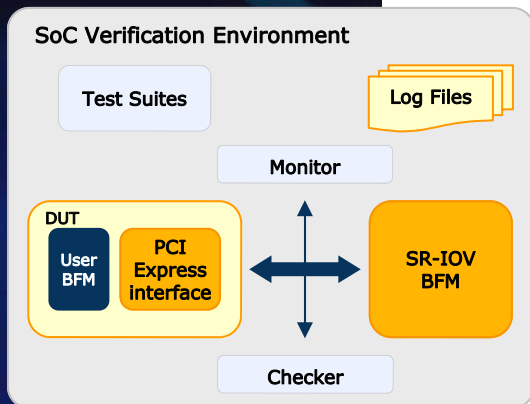 SoC Verification Environment
Test Suites
Log Files
Monitor
DUT
User
BFM
PCI
Express
interface
SR-IOV
BFM
Checker